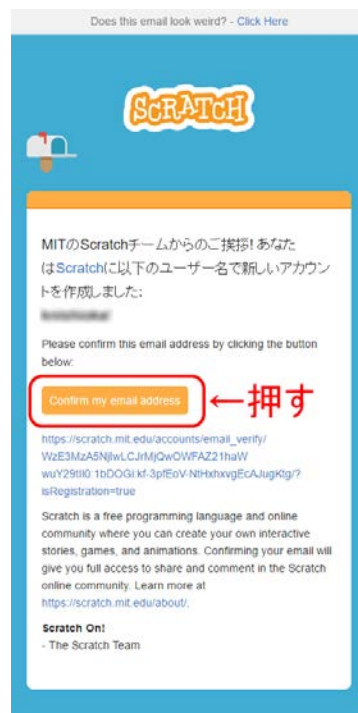 Does this email look weird? - Click Here
SCRATCH
MITのScratchチームからのご挨拶! あなた
はScratchに以下のユーザー名で新しいアカウン
トを作成しました:
Please confirm this email address by clicking the button
below:
Confirm my email address
←押す
https://scratch.mit.edu/accounts/email_verify/
isRegistration=true
Scratch is a free programming language and online
community where you can create your own interactive
stories, games, and animations. Confirming your email will
give you full access to share and comment in the Scratch
online community. Learn more at
https://scratch.mit.edu/about/.
Scratch On!
- The Scratch Team